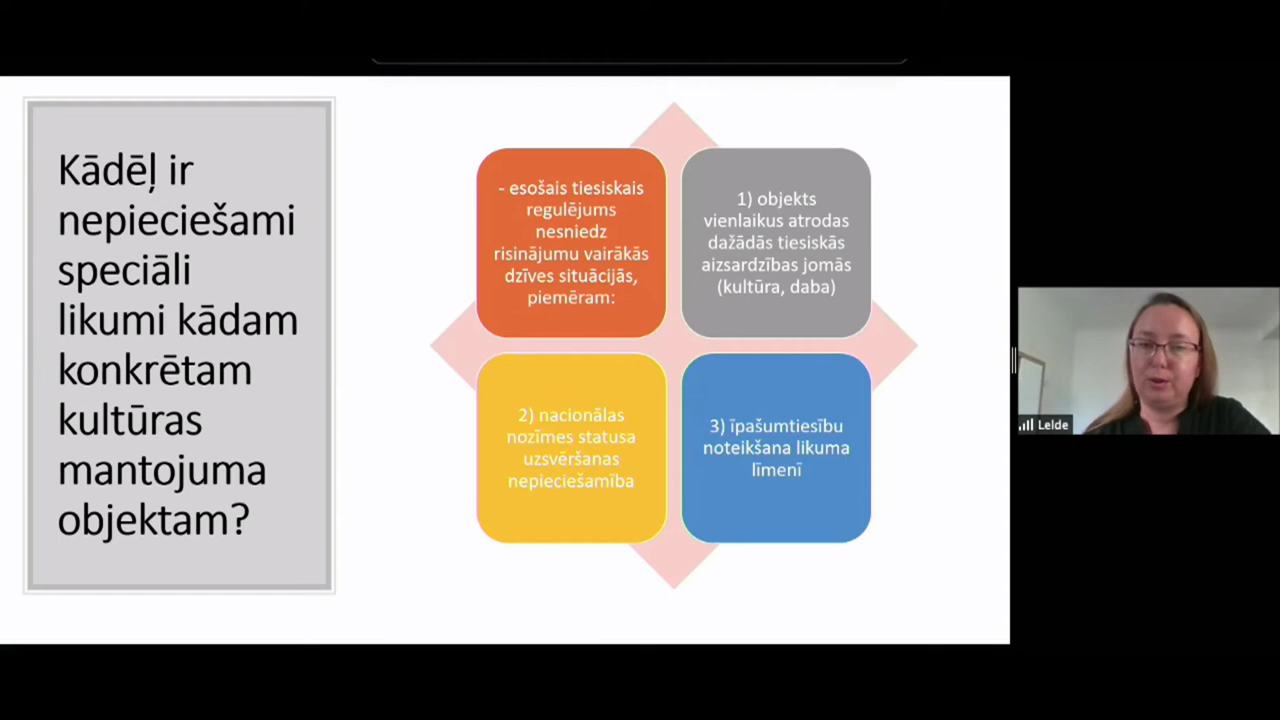 Kādēļ ir
nepieciešami
speciāli
likumi kādam
konkrētam
kultūras
mantojuma
objektam?
- esošais tiesiskais
regulējums
nesniedz
risinājumu vairākās
dzīves situācijās,
piemēram:
1) objekts
vienlaikus atrodas
dažādās tiesiskās
aizsardzības jomās
(kultūra, daba)
2) nacionālas
nozīmes statusa
uzsvēršanas
nepieciešamība
3) īpašumtiesību
noteikšana likuma
līmenī
Lelde